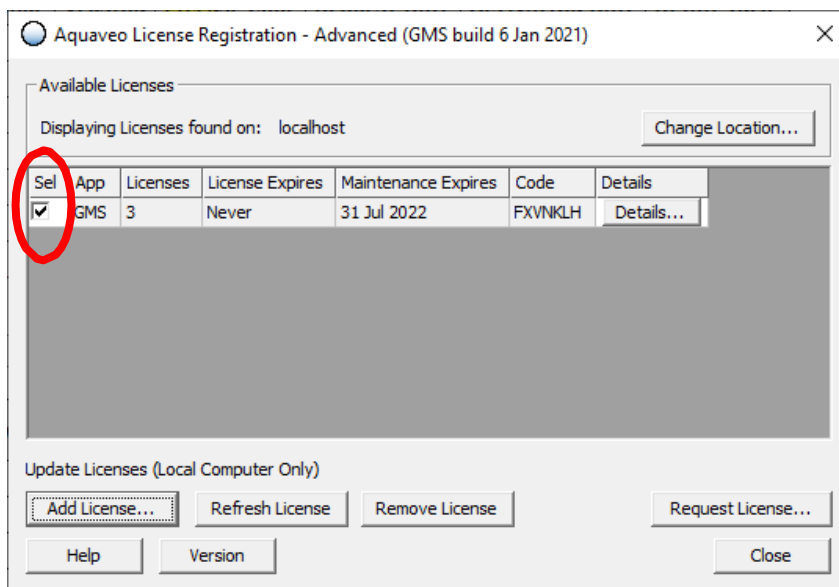 Aquaveo License Registration - Advanced (GMS build 6 Jan 2021)
Available Licenses
Displaying Licenses found on: localhost
Change Location...
Sel App Licenses License Expires Maintenance Expires Code Details
GMS 3 Never 31 Jul 2022 FXVNKLH Details...
Update Licenses (Local Computer Only)
Add License... Refresh License Remove License Request License...
Help Version Close